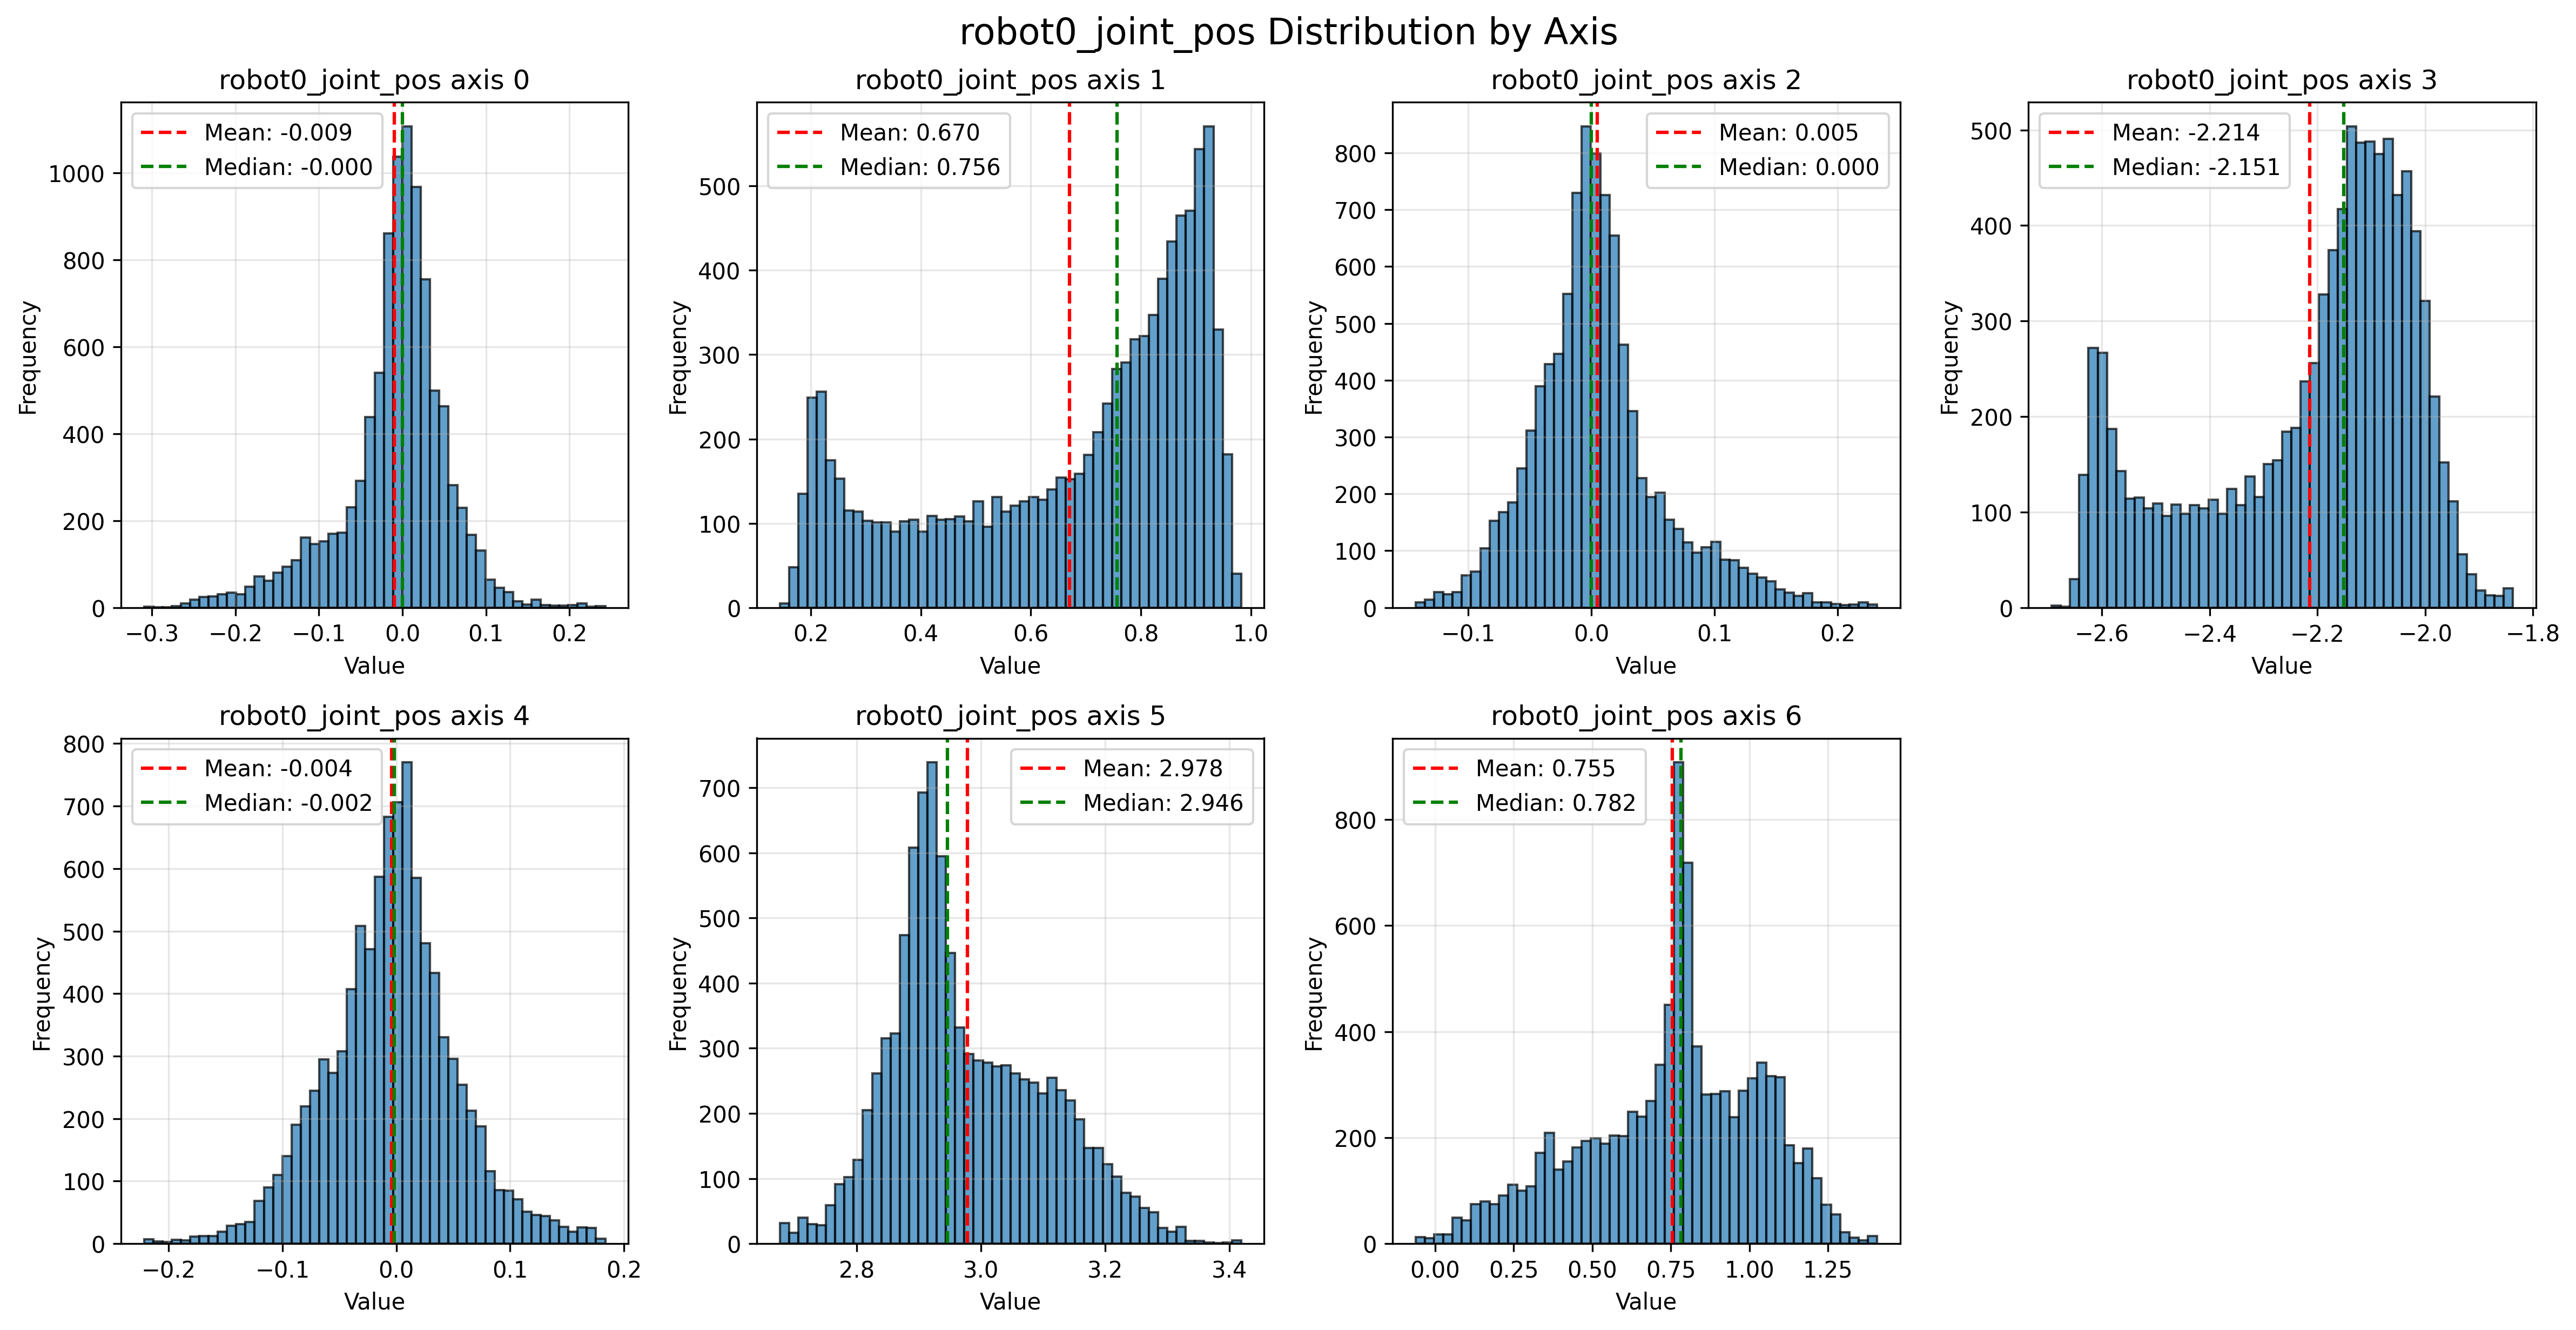 robot0_joint_pos Distribution by Axis
robot0_joint_pos axis 0
Mean: -0.009
Median: -0.000
Frequency
1000
800
600
400
200
0
−0.3 −0.2 −0.1 0.0 0.1 0.2
Value
robot0_joint_pos axis 1
Mean: 0.670
Median: 0.756
Frequency
500
400
300
200
100
0
0.2 0.4 0.6 0.8 1.0
Value
robot0_joint_pos axis 2
Mean: 0.005
Median: 0.000
Frequency
800
700
600
500
400
300
200
100
0
−0.1 0.0 0.1 0.2
Value
robot0_joint_pos axis 3
Mean: -2.214
Median: -2.151
Frequency
500
400
300
200
100
0
−2.6 −2.4 −2.2 −2.0 −1.8
Value
robot0_joint_pos axis 4
Mean: -0.004
Median: -0.002
Frequency
800
700
600
500
400
300
200
100
0
−0.2 −0.1 0.0 0.1 0.2
Value
robot0_joint_pos axis 5
Mean: 2.978
Median: 2.946
Frequency
700
600
500
400
300
200
100
0
2.8 3.0 3.2 3.4
Value
robot0_joint_pos axis 6
Mean: 0.755
Median: 0.782
Frequency
800
600
400
200
0
0.00 0.25 0.50 0.75 1.00 1.25
Value